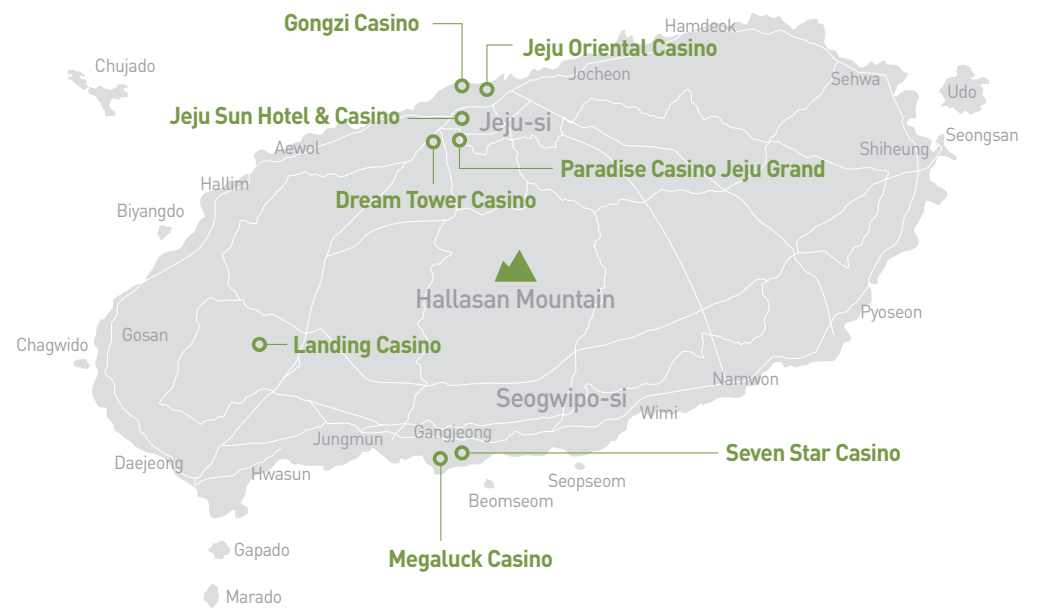 Gongzi Casino
Hamdeok
Jeju Oriental Casino
Chujado
Jocheon
Sehwa
Udo
Jeju Sun Hotel & Casino
Jeju-si
Seongsan
Aewol
Shiheung
Paradise Casino Jeju Grand
Hallim
Dream Tower Casino
Biyangdo
Hallasan Mountain
Pyoseon
Gosan
Chagwido
Landing Casino
Namwon
Seogwipo-si
Wimi
Gangjeong
Jungmun
Seven Star Casino
Daejeong
Hwasun
Seopseom
Beomseom
Gapado
Megaluck Casino
Marado